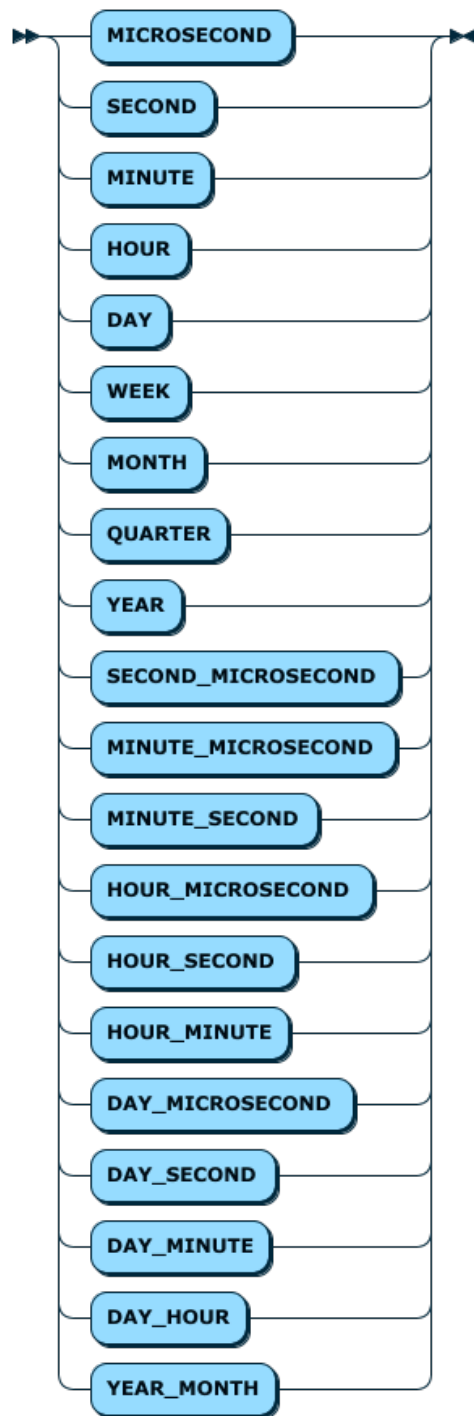 MICROSECOND
SECOND
MINUTE
HOUR
DAY
WEEK
MONTH
QUARTER
YEAR
SECOND_MICROSECOND
MINUTE_MICROSECOND
MINUTE_SECOND
HOUR_MICROSECOND
HOUR_SECOND
HOUR_MINUTE
DAY_MICROSECOND
DAY_SECOND
DAY_MINUTE
DAY_HOUR
YEAR_MONTH